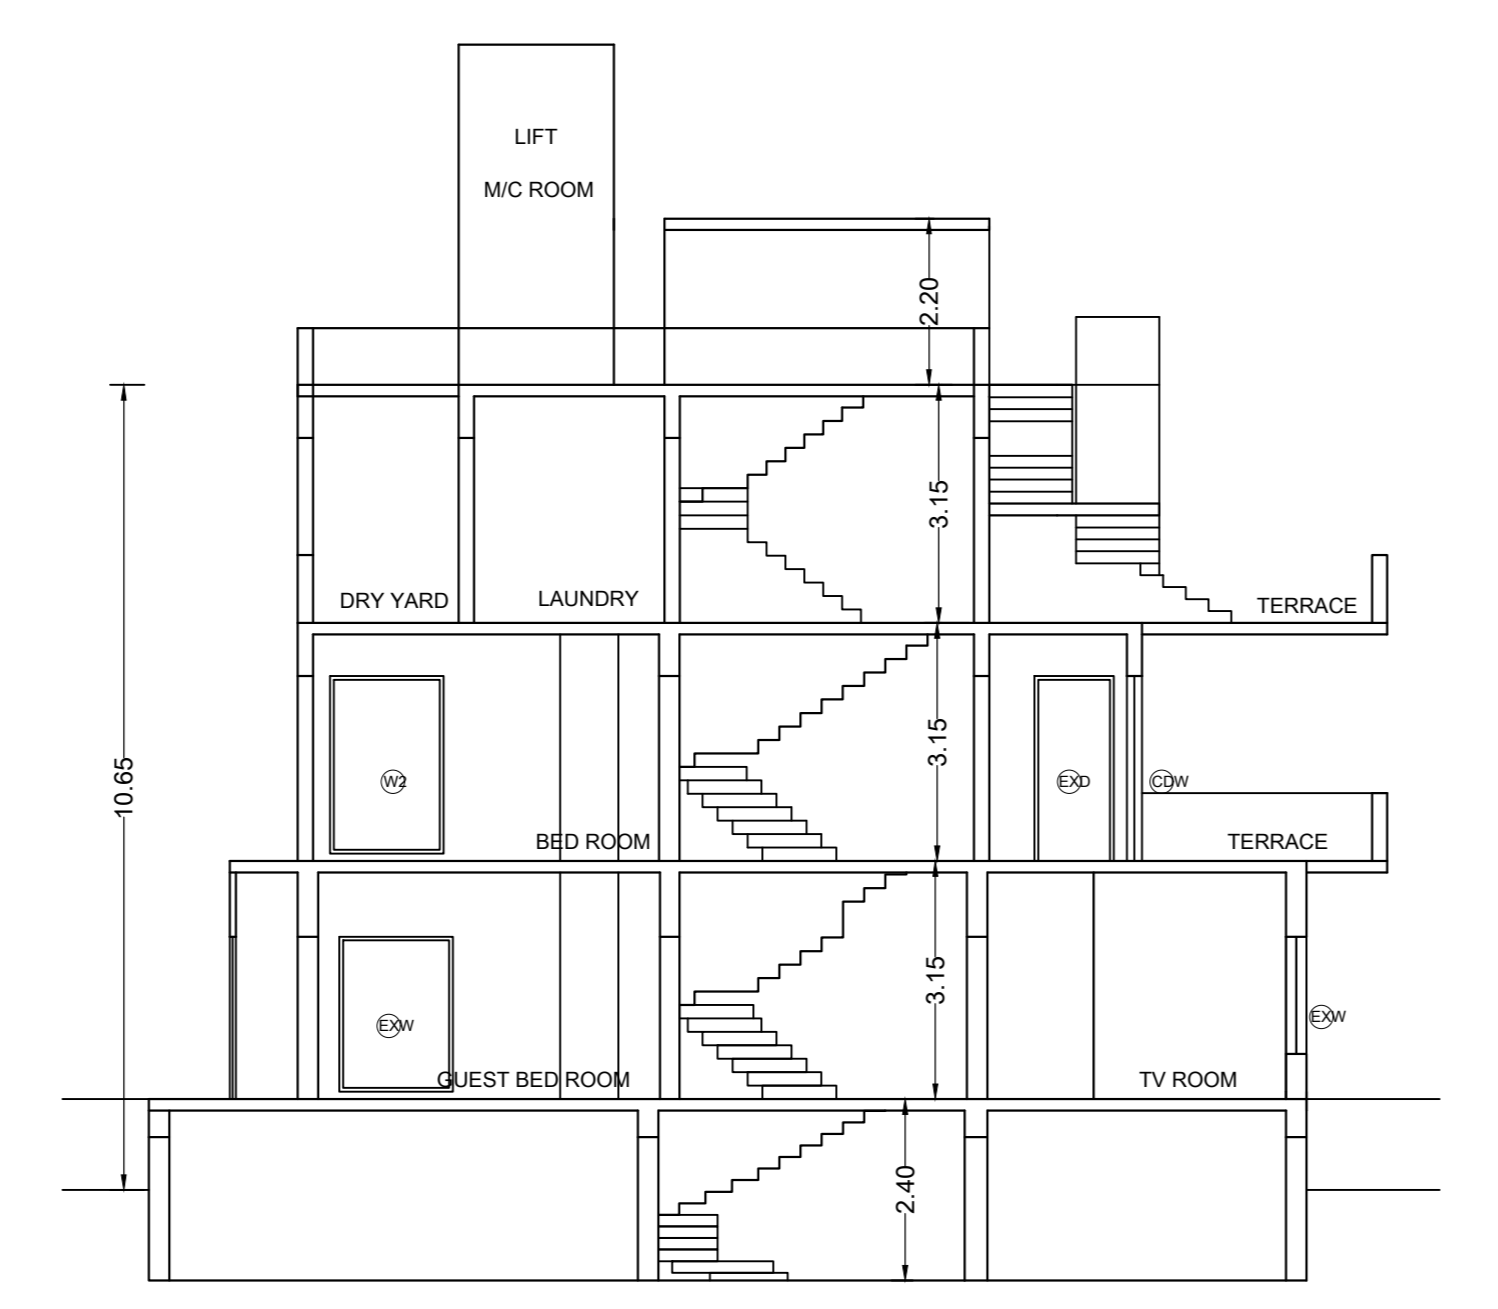 LIFT
M/C ROOM
2.20
3.15
DRY YARD
LAUNDRY
TERRACE
10.65
3.15
W2
EXD
CDW
BED ROOM
TERRACE
3.15
EXW
EXW
GUEST BED ROOM
TV ROOM
2.40